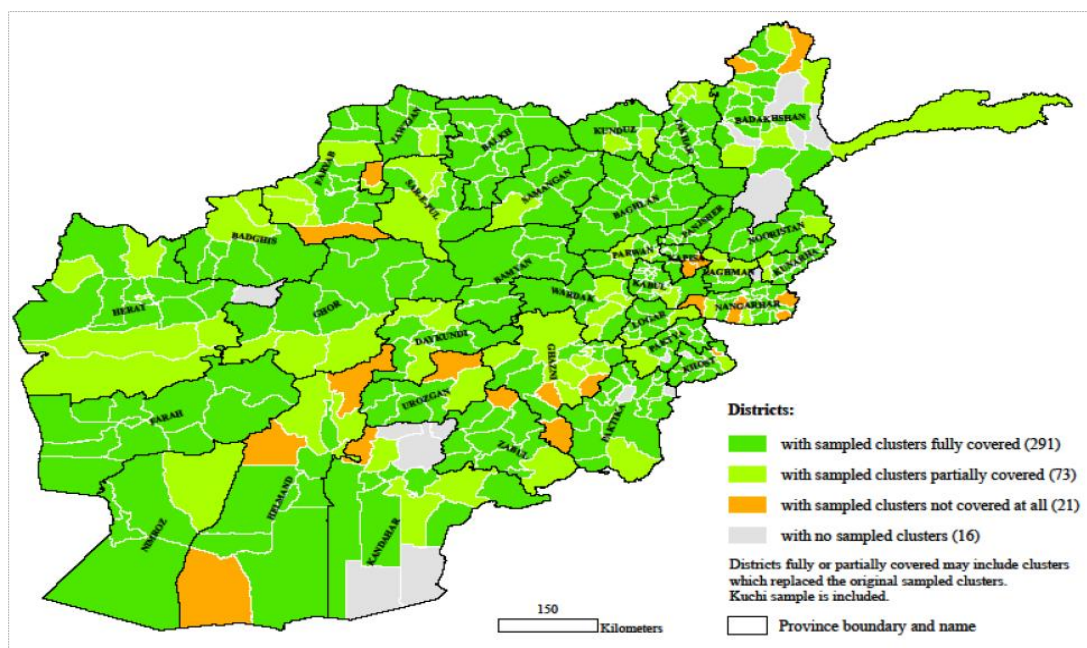 BADAKHSHAN
JAWZJAN
BALKH
KUNDUZ
TAKHAR
FARYAB
SAR-E-PUL
SAMANGAN
BAGHLAN
PANJSHER
NOORISTAN
BADGHIS
PARWAN
KAPISA
LAGHMAN
KUNARHA
BAMYAN
KABUL
WARDAK
NANGARHAR
HERAT
GHOR
LOGAR
DAYKUNDI
PAKTYA
GHAZNI
KHOST
UROZGAN
PAKTIKA
FARAH
ZABUL
HELMAND
NIMROZ
KANDAHAR
Districts:
with sampled clusters fully covered (291)
with sampled clusters partially covered (73)
with sampled clusters not covered at all (21)
with no sampled clusters (16)
Districts fully or partially covered may include clusters
which replaced the original sampled clusters.
Kuchi sample is included.
150
Kilometers
Province boundary and name